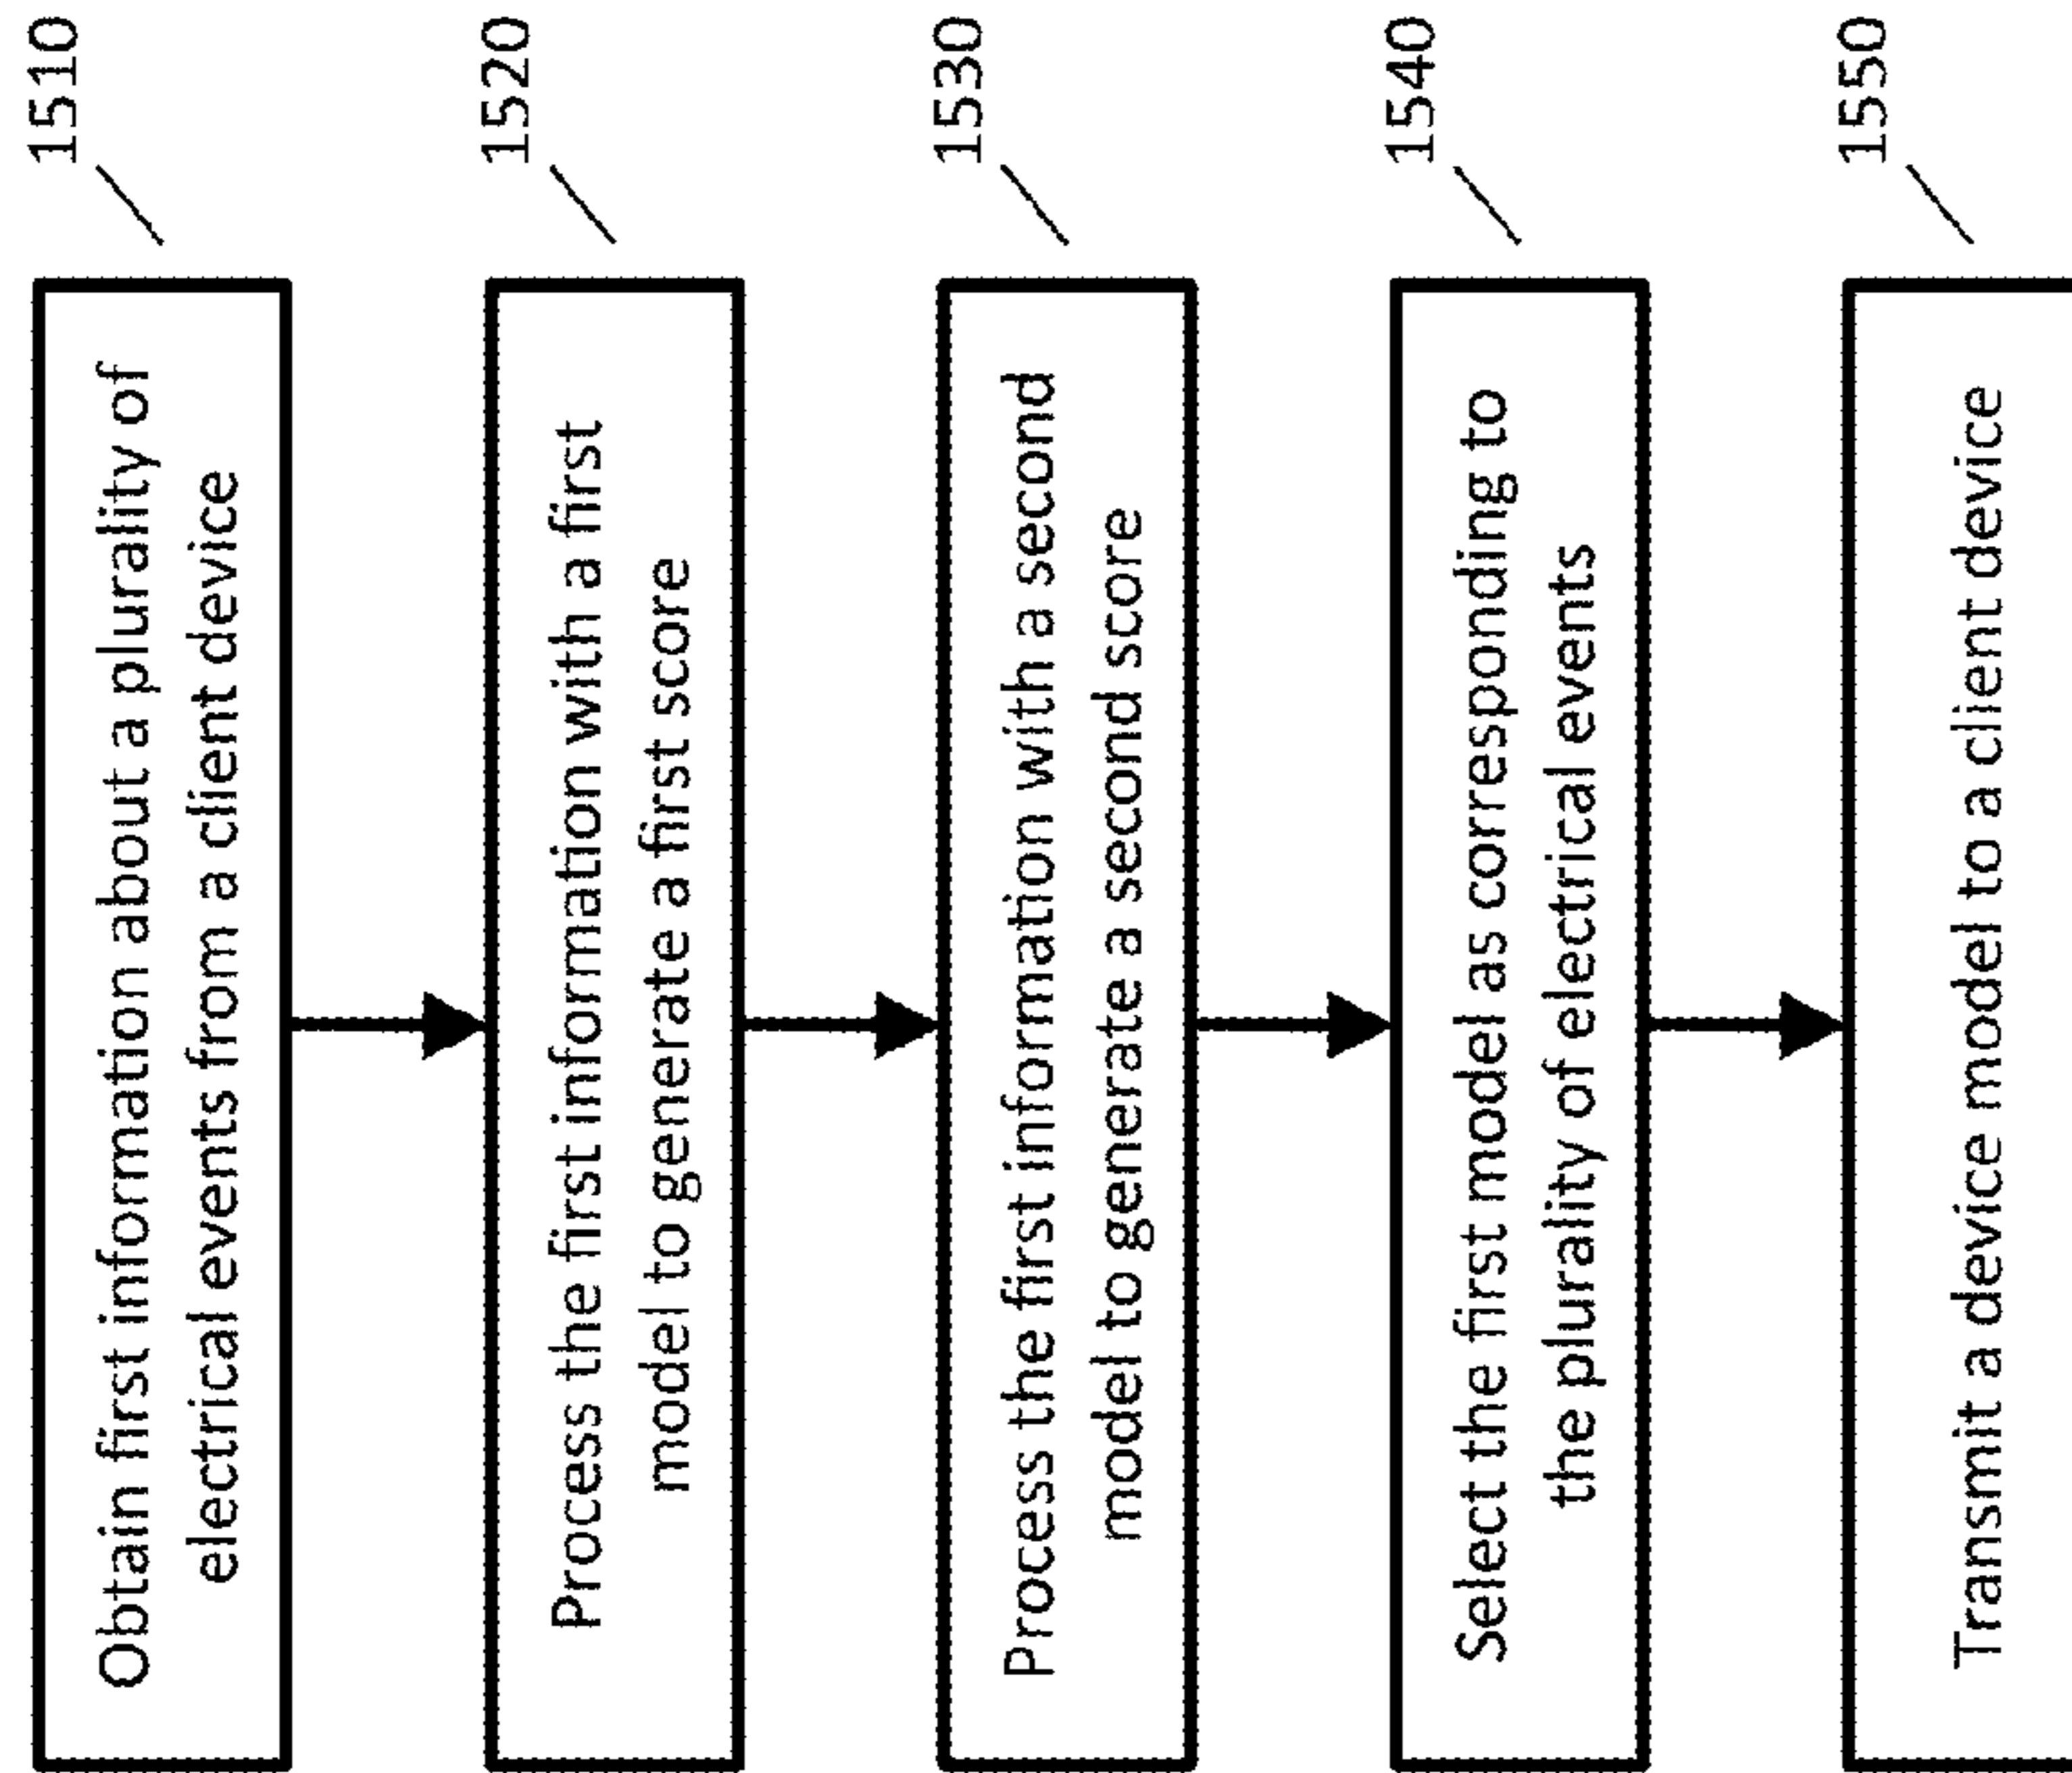 1510
Obtain first information about a plurality of
electrical events from a client device
1520
Process the first information with a first
model to generate a first score
1530
Process the first information with a second
model to generate a second score
1540
Select the first model as corresponding to
the plurality of electrical events
1550
Transmit a device model to a client device